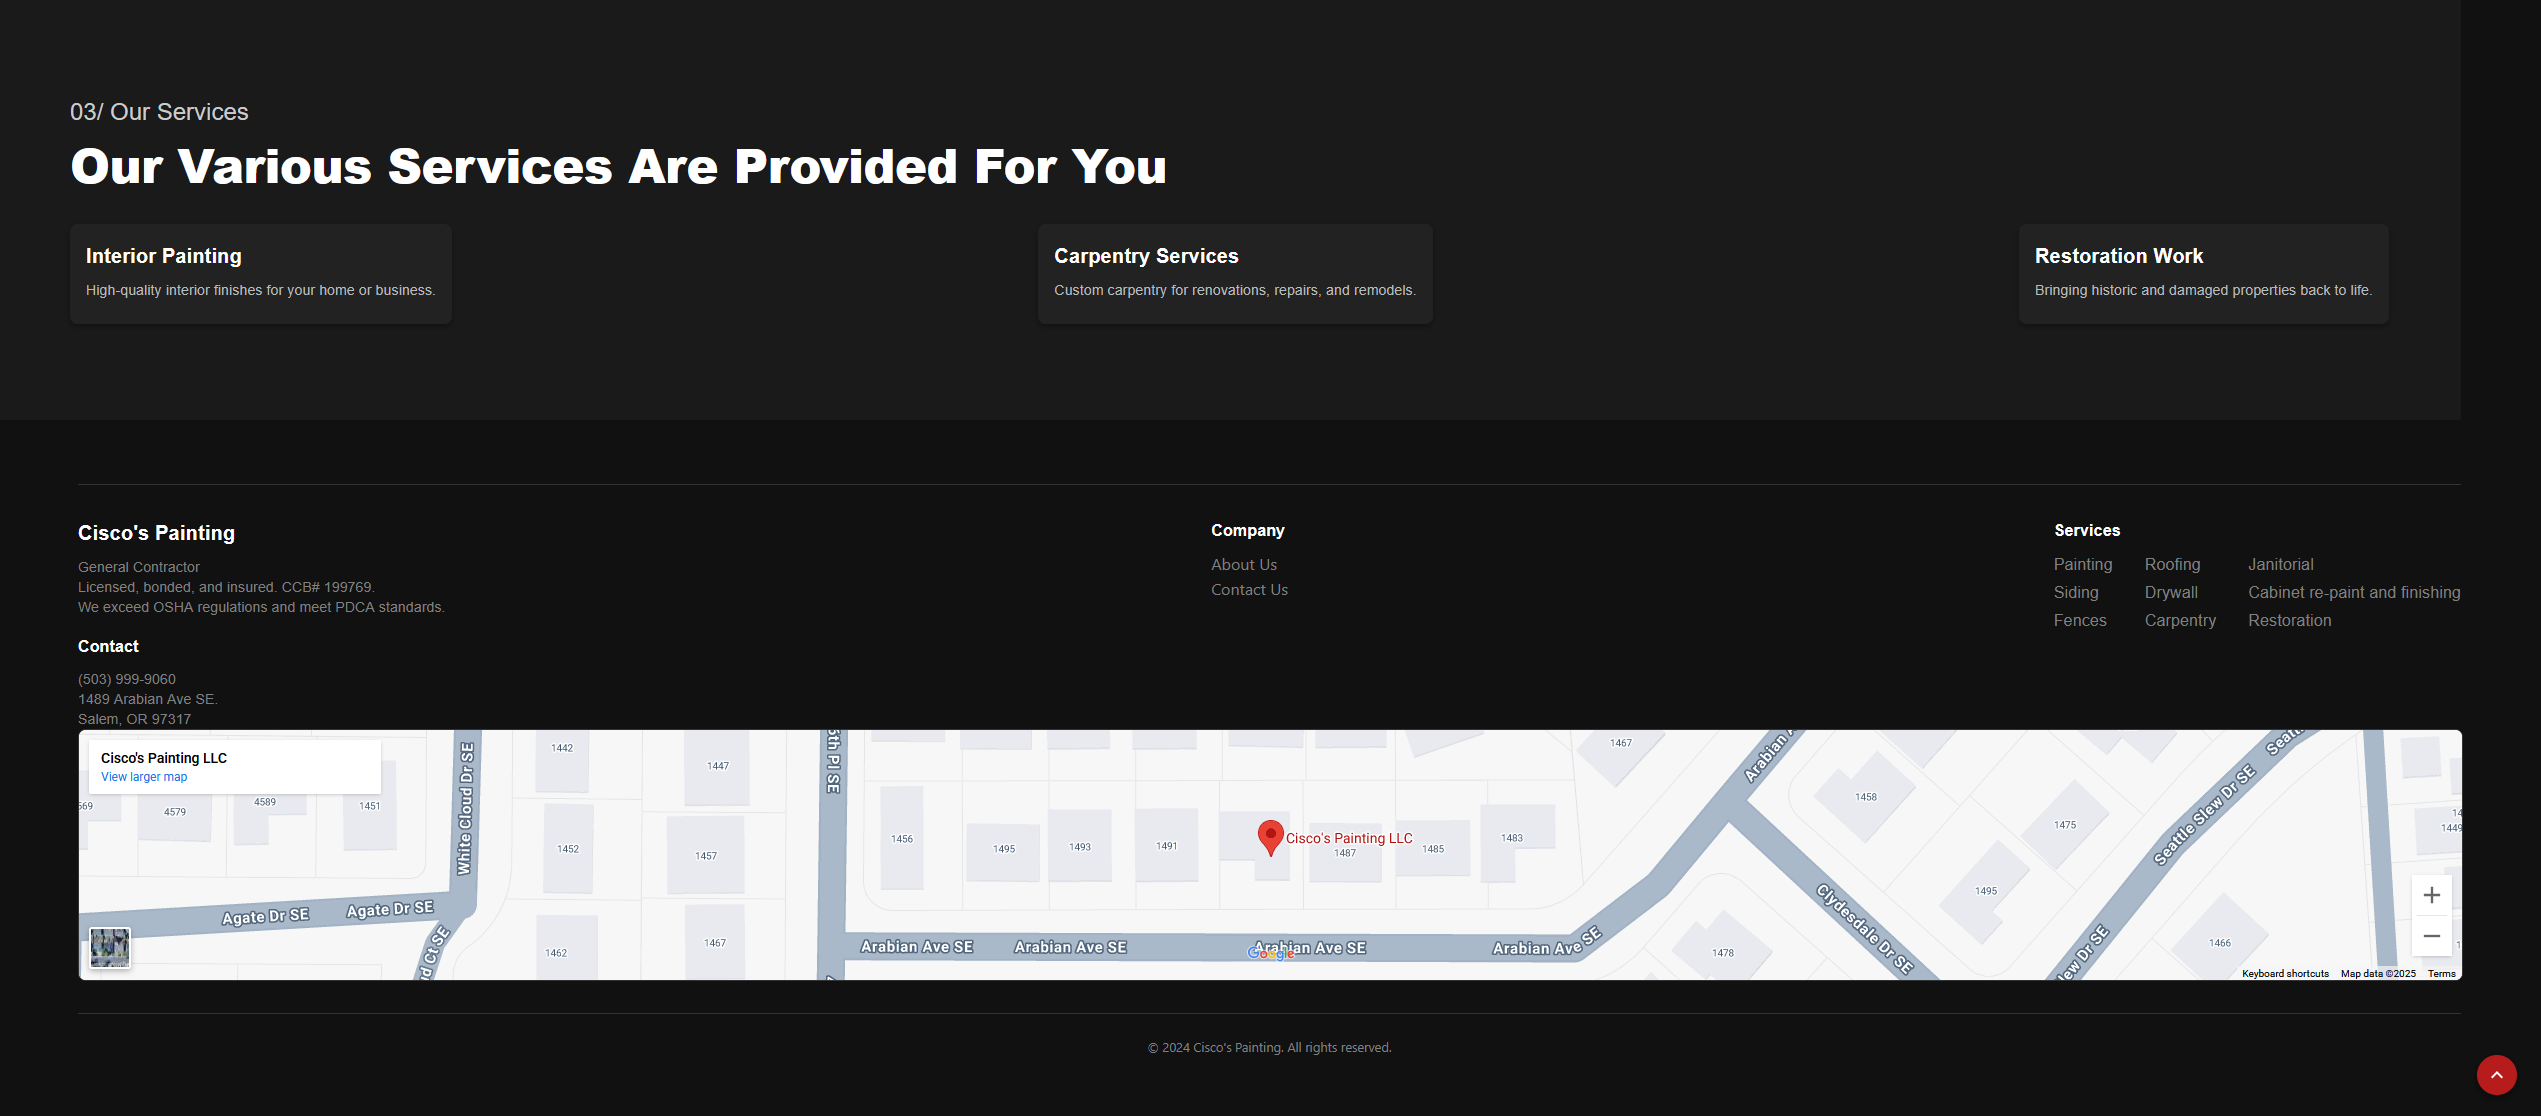 03/ Our Services
Our Various Services Are Provided For You
Interior Painting
High-quality interior finishes for your home or business.
Carpentry Services
Custom carpentry for renovations, repairs, and remodels.
Restoration Work
Bringing historic and damaged properties back to life.
Cisco's Painting
General Contractor
Licensed, bonded, and insured. CCB# 199769.
We exceed OSHA regulations and meet PDCA standards.
Contact
(503) 999-9060
1489 Arabian Ave SE.
Salem, OR 97317
Company
About Us
Contact Us
Services
Painting Roofing Janitorial
Siding Drywall Cabinet re-paint and finishing
Fences Carpentry Restoration
Cisco's Painting LLC
View larger map
569
4579
4589
1451
White Cloud Dr SE
1442
1447
1452
1457
1462
1467
Agate Dr SE
Agate Dr SE
d Ct SE
5th Pl SE
1456
1495
1493
1491
Cisco's Painting LLC
1487
1485
1483
Arabian Ave SE
Arabian Ave SE
Arabian Ave SE
Arabian Ave SE
Google
1467
Arabian A
1458
1475
1495
1478
1466
Clydesdale Dr SE
Seattle Slew Dr SE
Seatt
lew Dr SE
1449
Keyboard shortcuts
Map data ©2025
Terms
© 2024 Cisco's Painting. All rights reserved.